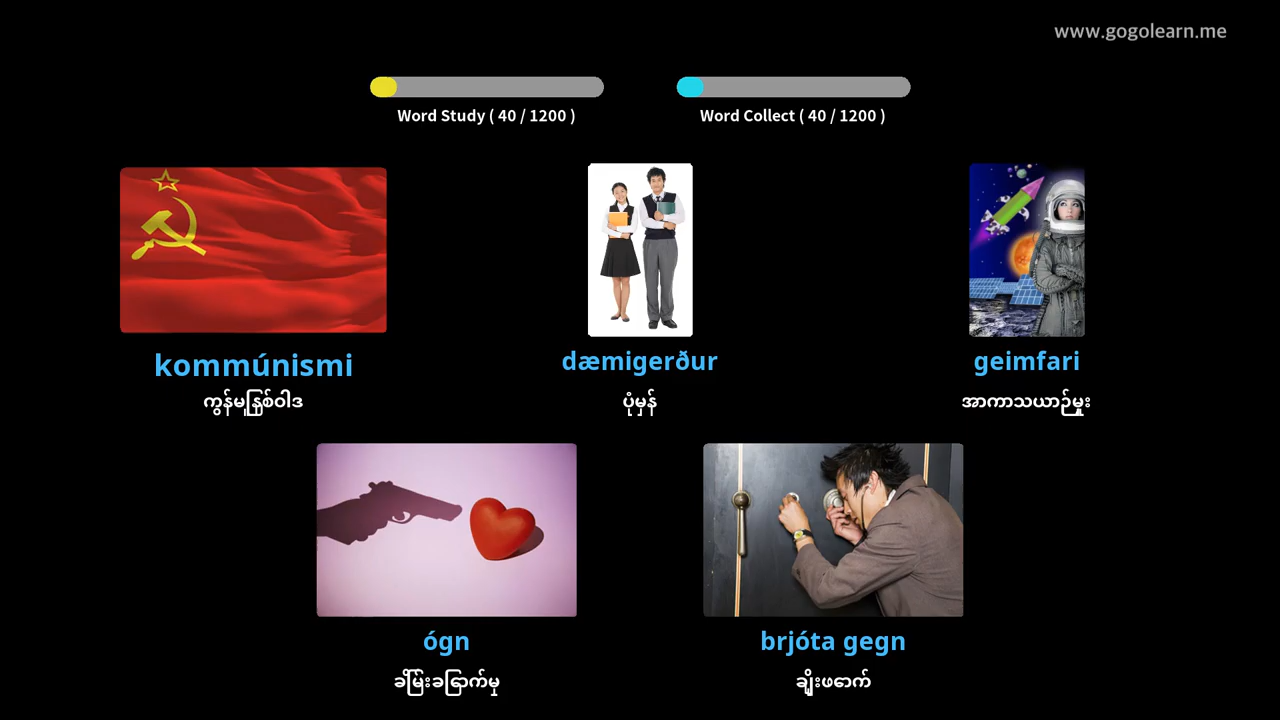 www.gogolearn.me
Word Study ( 40 / 1200 )
Word Collect ( 40 / 1200 )
kommúnismi
dæmigerður
geimfari
ကွန်မြူနစ်ဝါဒ
ပုံမှန်
အာကာသယာဉ်မှူး
ógn
brjóta gegn
ခြိမ်းခြောက်မှု
ချိုးဖောက်